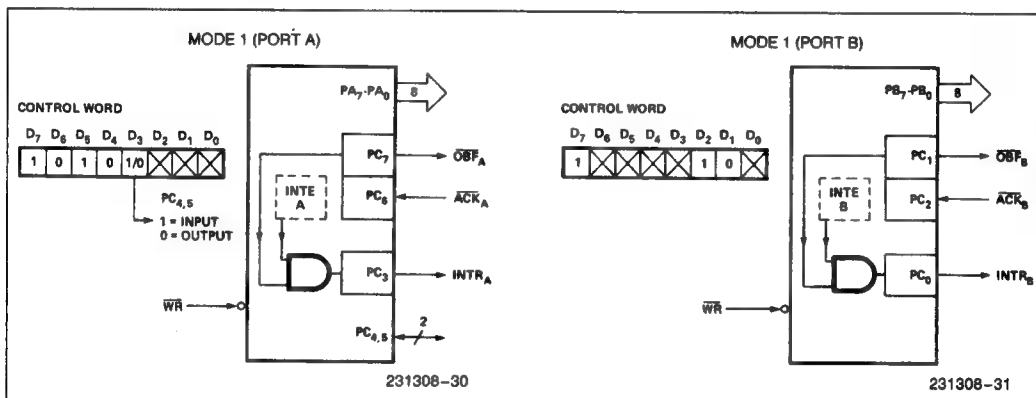 MODE 1 (PORT A)
CONTROL WORD
D7 D6 D5 D4 D3 D2 D1 D0
1 0 1 0 1/0
PC4,5
1 = INPUT
0 = OUTPUT
WR
PA7-PA0
8
PC7
OBFA
INTE
A
PC6
ACKA
PC3
INTRA
PC4,5
2
231308-30
MODE 1 (PORT B)
CONTROL WORD
D7 D6 D5 D4 D3 D2 D1 D0
1 1 0
WR
PB7-PB0
8
PC1
OBFB
INTE
B
PC2
ACKB
PC0
INTRB
231308-31